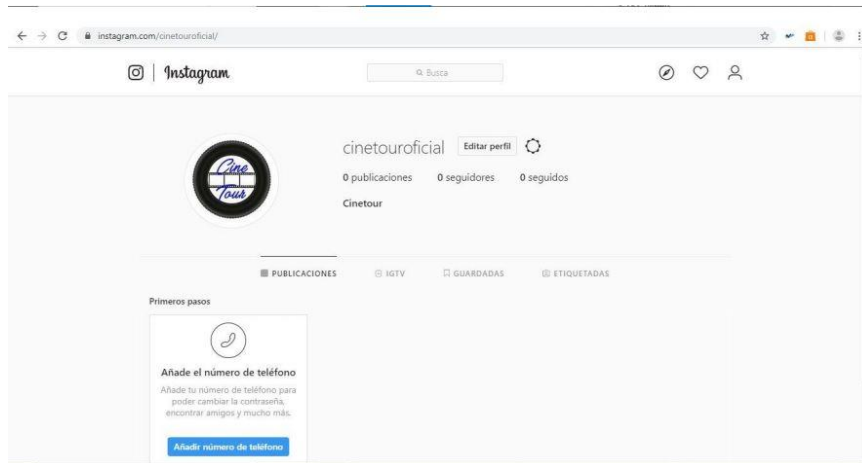 instagram.com/cinetouroficial/
Instagram
Busca
cinetouroficial Editar perfil
0 publicaciones 0 seguidores 0 seguidos
Cinetour
Cine
Tour
PUBLICACIONES IGTV GUARDADAS ETIQUETADAS
Primeros pasos
Añade el número de teléfono
Añade tu número de teléfono para
poder cambiar la contraseña,
encontrar amigos y mucho más.
Añadir número de teléfono